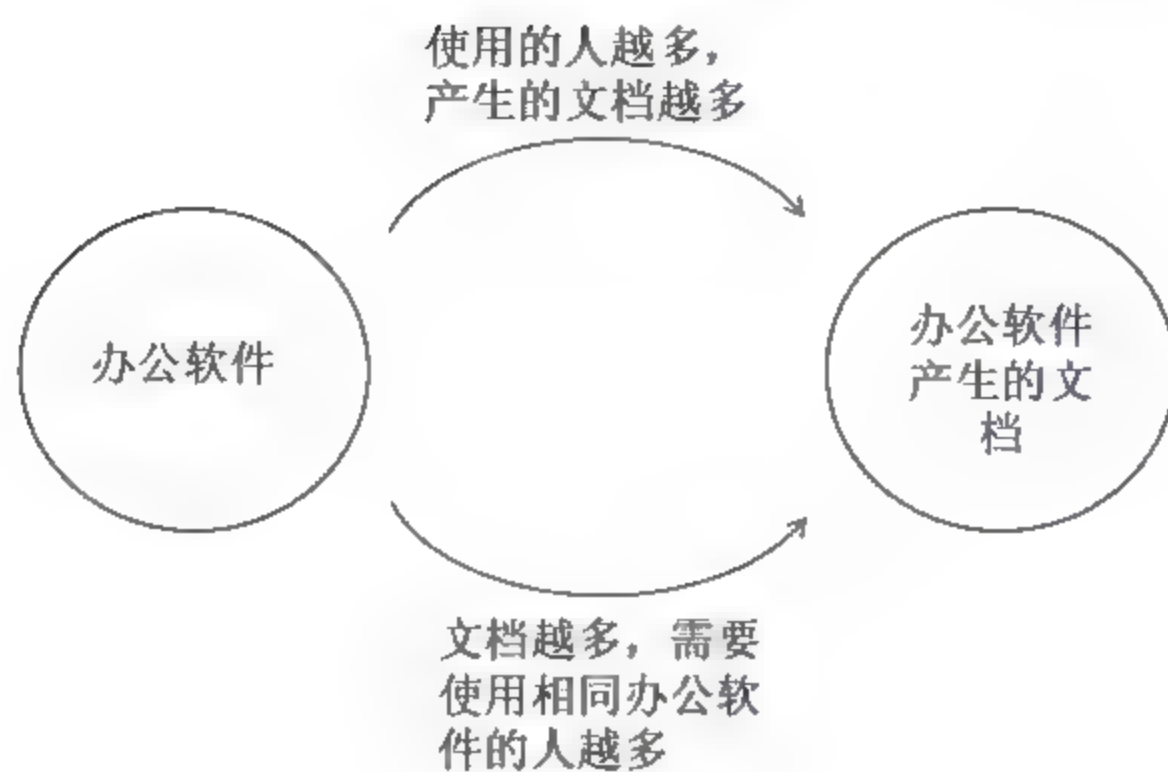 使用的人越多，
产生的文档越多
办公软件
办公软件
产生的文
档
文档越多，需要
使用相同办公软
件的人越多